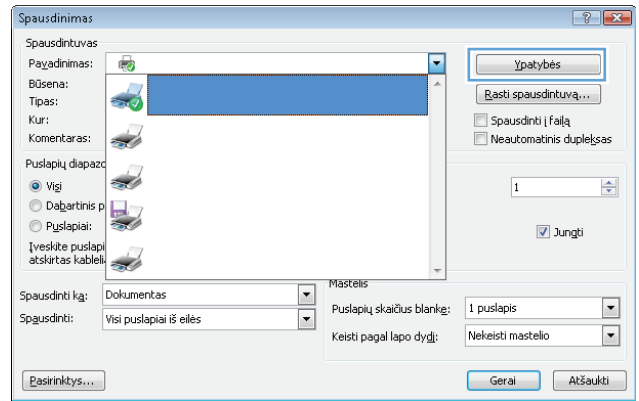 Spausdinimas
Spausdintuvas
Pavadinimas:
Ypatybės
Būsena:
Tipas:
Rasti spausdintuvą...
Kur:
Spausdinti į failą
Komentaras:
Neautomatinis dupleksas
Puslapių diapazo
Visi
1
Dabartinis p
Puslapiai:
Jungti
Įveskite puslapi
atskirtas kableli
Mastelis
Spausdinti ką: Dokumentas
Puslapių skaičius blanke: 1 puslapis
Spausdinti: Visi puslapiai iš eilės
Keisti pagal lapo dydį: Nekeisti mastelio
Pasirinktys...
Gerai
Atšaukti